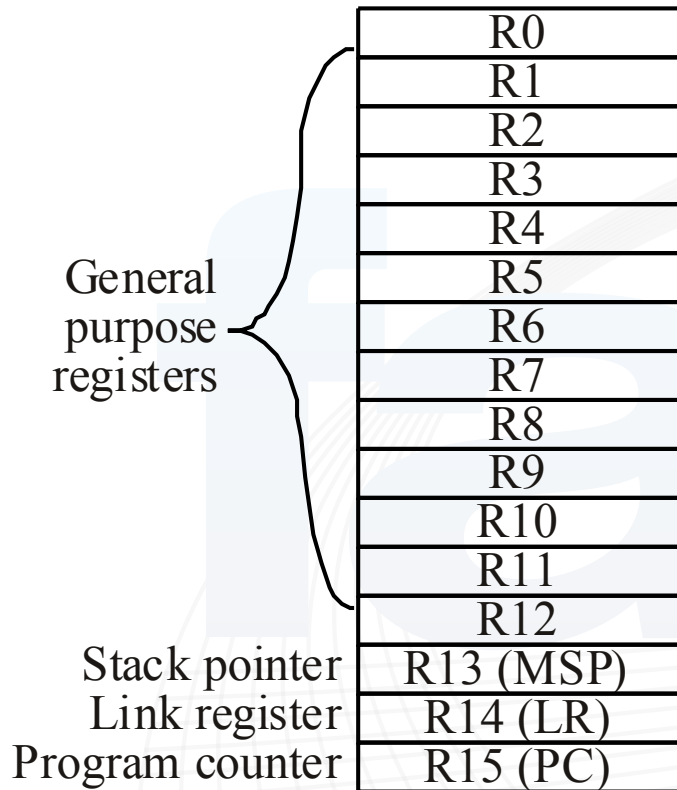 R0
R1
R2
R3
R4
R5
R6
R7
R8
R9
R10
R11
R12
General
purpose
registers
Stack pointer R13 (MSP)
Link register R14 (LR)
Program counter R15 (PC)